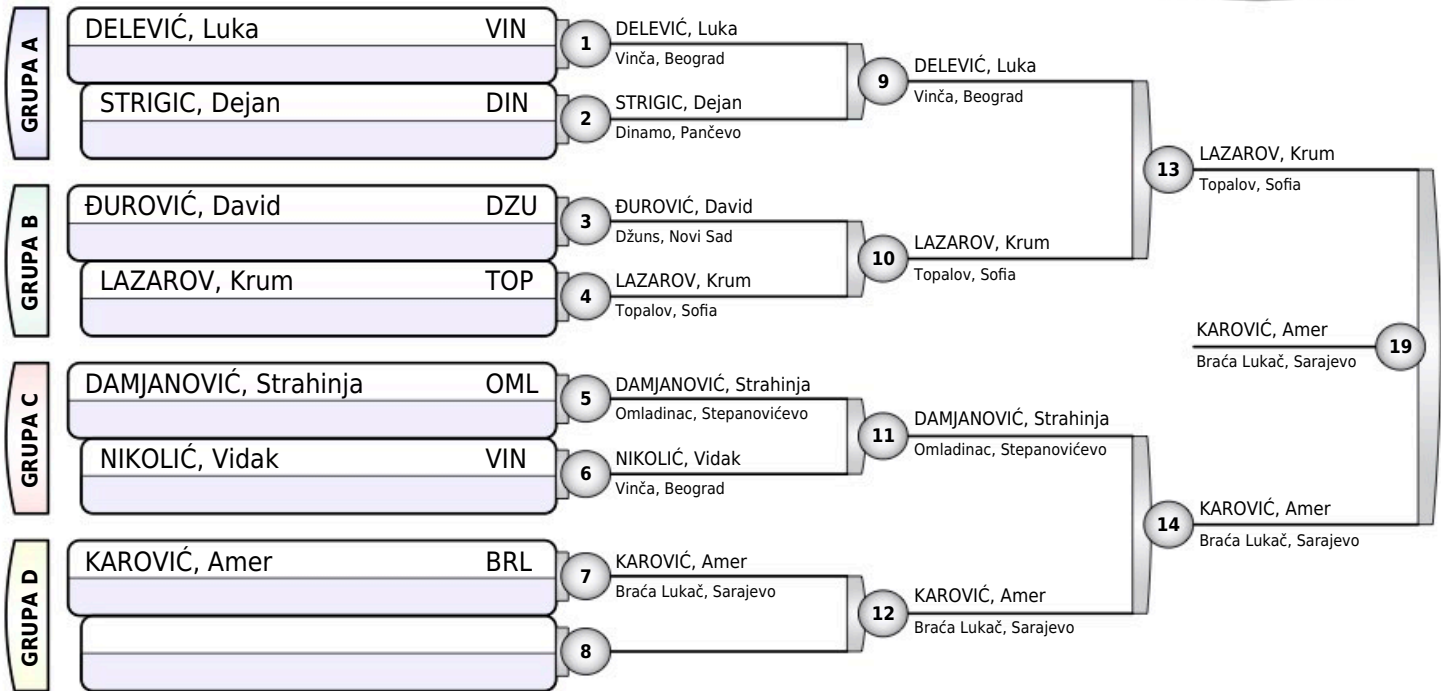 GRUPA A
DELEVIĆ, Luka VIN
STRIGIC, Dejan DIN
1
DELEVIĆ, Luka
Vinča, Beograd
2
STRIGIC, Dejan
Dinamo, Pančevo
9
DELEVIĆ, Luka
Vinča, Beograd
GRUPA B
ĐUROVIĆ, David DZU
LAZAROV, Krum TOP
3
ĐUROVIĆ, David
Džuns, Novi Sad
4
LAZAROV, Krum
Topalov, Sofia
10
LAZAROV, Krum
Topalov, Sofia
13
LAZAROV, Krum
Topalov, Sofia
GRUPA C
DAMJANOVIĆ, Strahinja OML
NIKOLIĆ, Vidak VIN
5
DAMJANOVIĆ, Strahinja
Omladinac, Stepanovićevo
6
NIKOLIĆ, Vidak
Vinča, Beograd
11
DAMJANOVIĆ, Strahinja
Omladinac, Stepanovićevo
GRUPA D
KAROVIĆ, Amer BRL
7
KAROVIĆ, Amer
Braća Lukač, Sarajevo
8
12
KAROVIĆ, Amer
Braća Lukač, Sarajevo
14
KAROVIĆ, Amer
Braća Lukač, Sarajevo
KAROVIĆ, Amer
Braća Lukač, Sarajevo
19